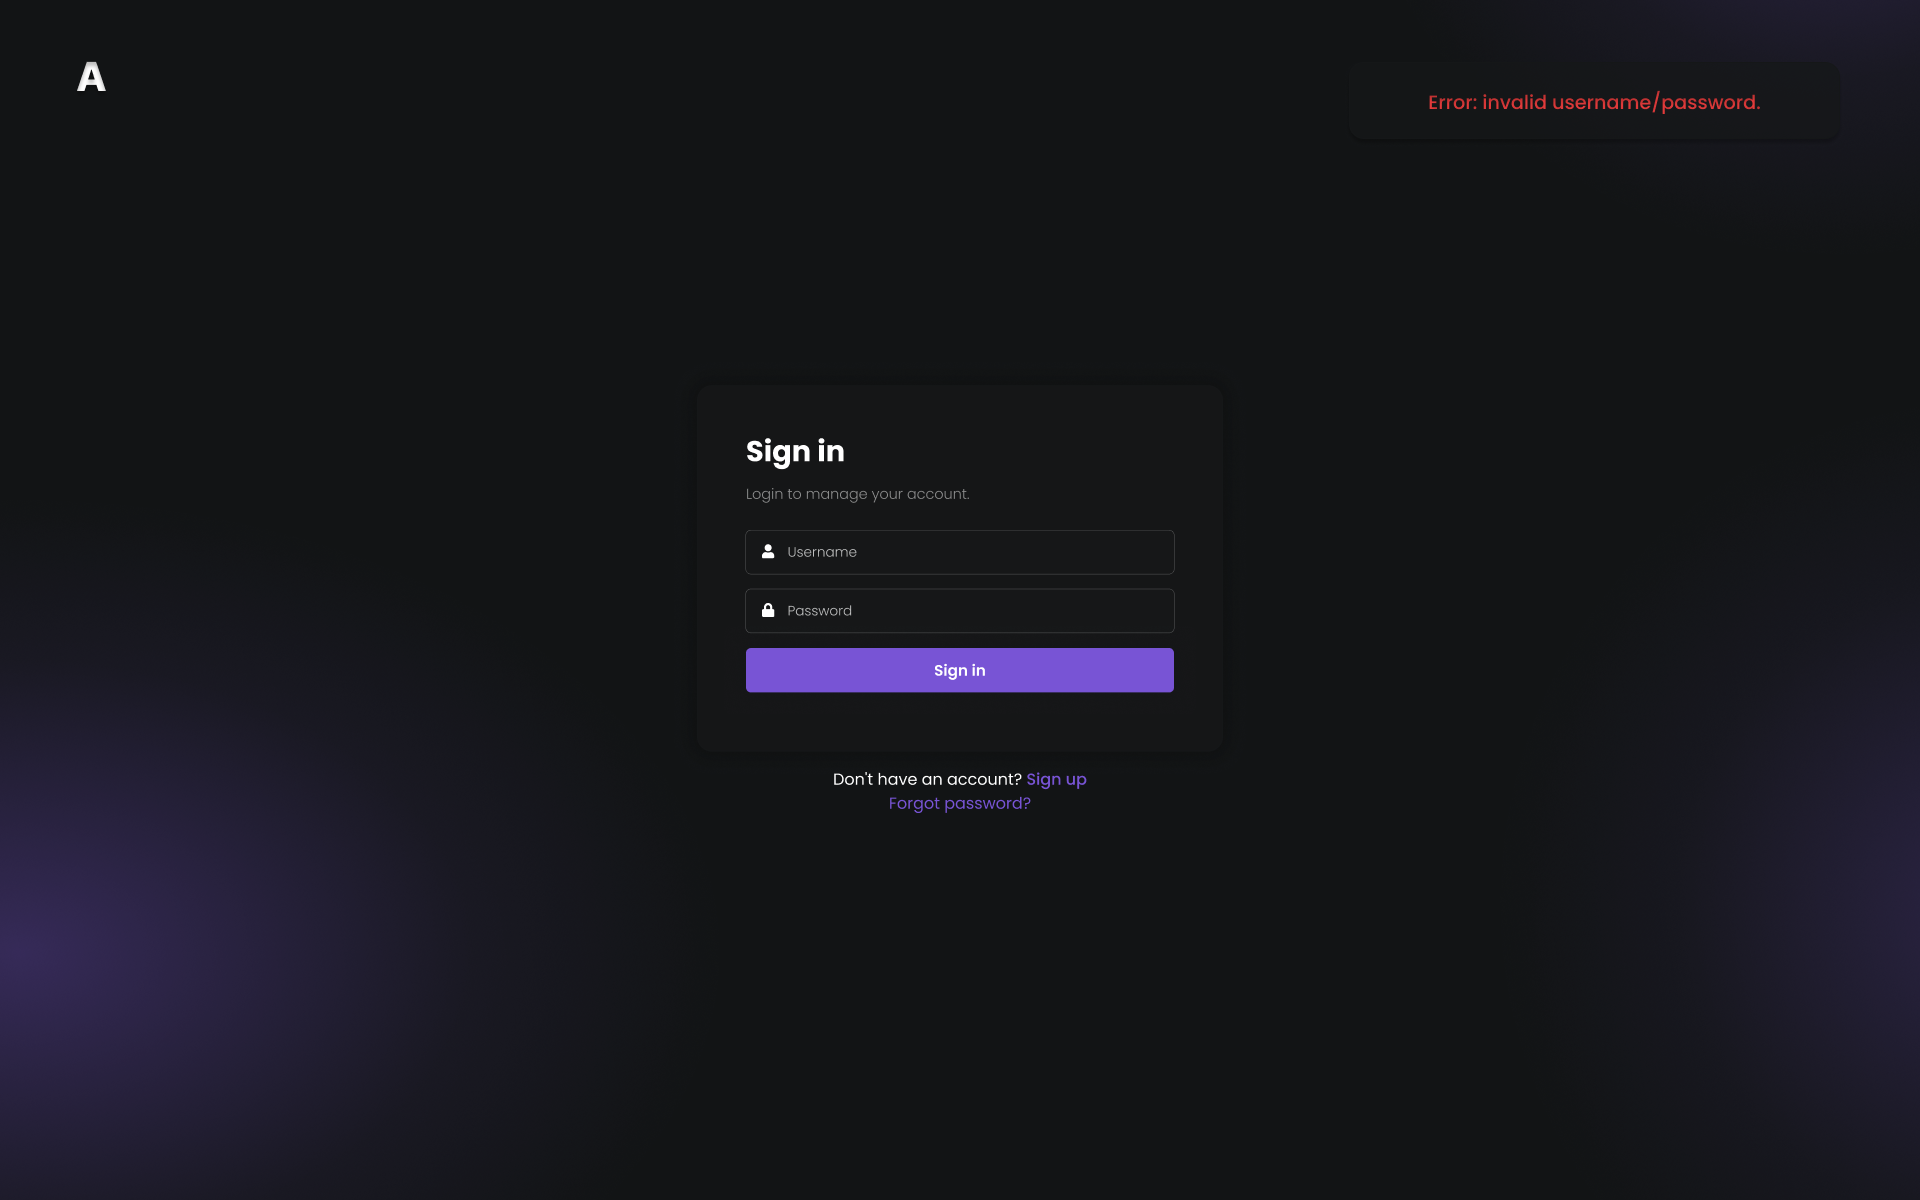 A
Error: invalid username/password.
Sign in
Login to manage your account.
Username
Password
Sign in
Don't have an account? Sign up
Forgot password?